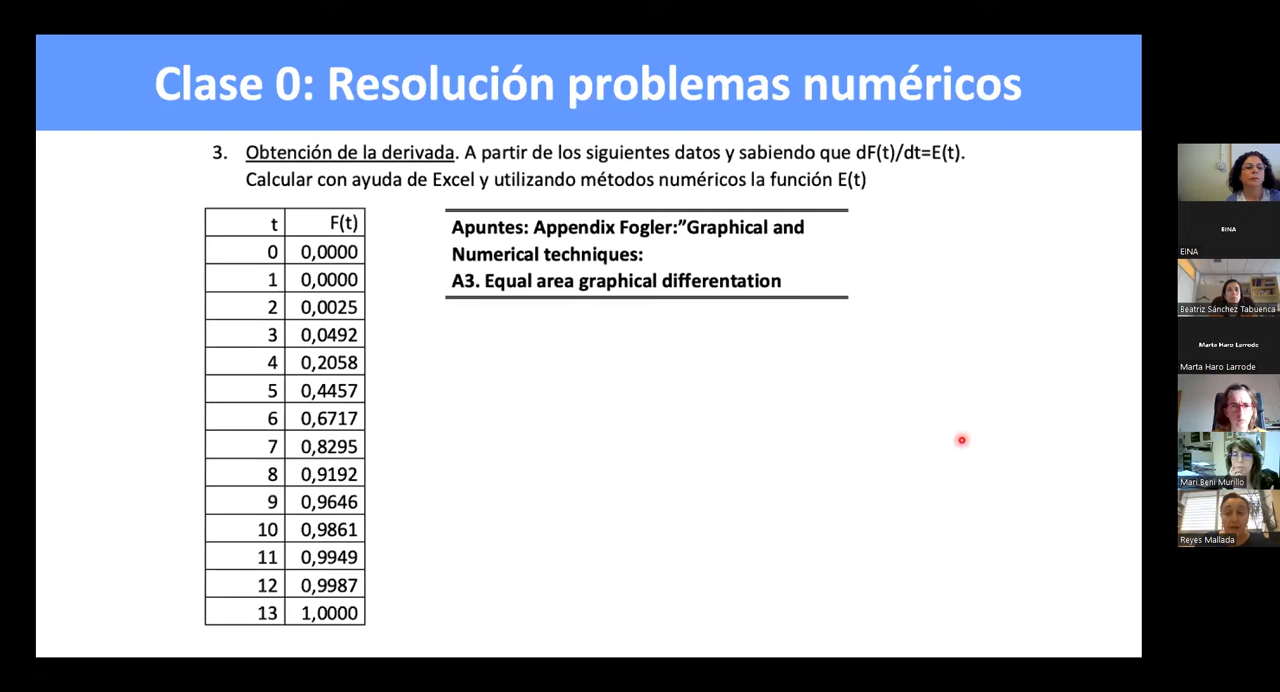 Clase 0: Resolución problemas numéricos
3. Obtención de la derivada. A partir de los siguientes datos y sabiendo que dF(t)/dt=E(t).
Calcular con ayuda de Excel y utilizando métodos numéricos la función E(t)
t F(t)
0 0,0000
1 0,0000
2 0,0025
3 0,0492
4 0,2058
5 0,4457
6 0,6717
7 0,8295
8 0,9192
9 0,9646
10 0,9861
11 0,9949
12 0,9987
13 1,0000
Apuntes: Appendix Fogler:”Graphical and
Numerical techniques:
A3. Equal area graphical differentation
EINA
EINA
Beatriz Sánchez Tabuenca
Marta Haro Larrode
Marta Haro Larrode
Mari.Beni Murillo
Reyes Mallada